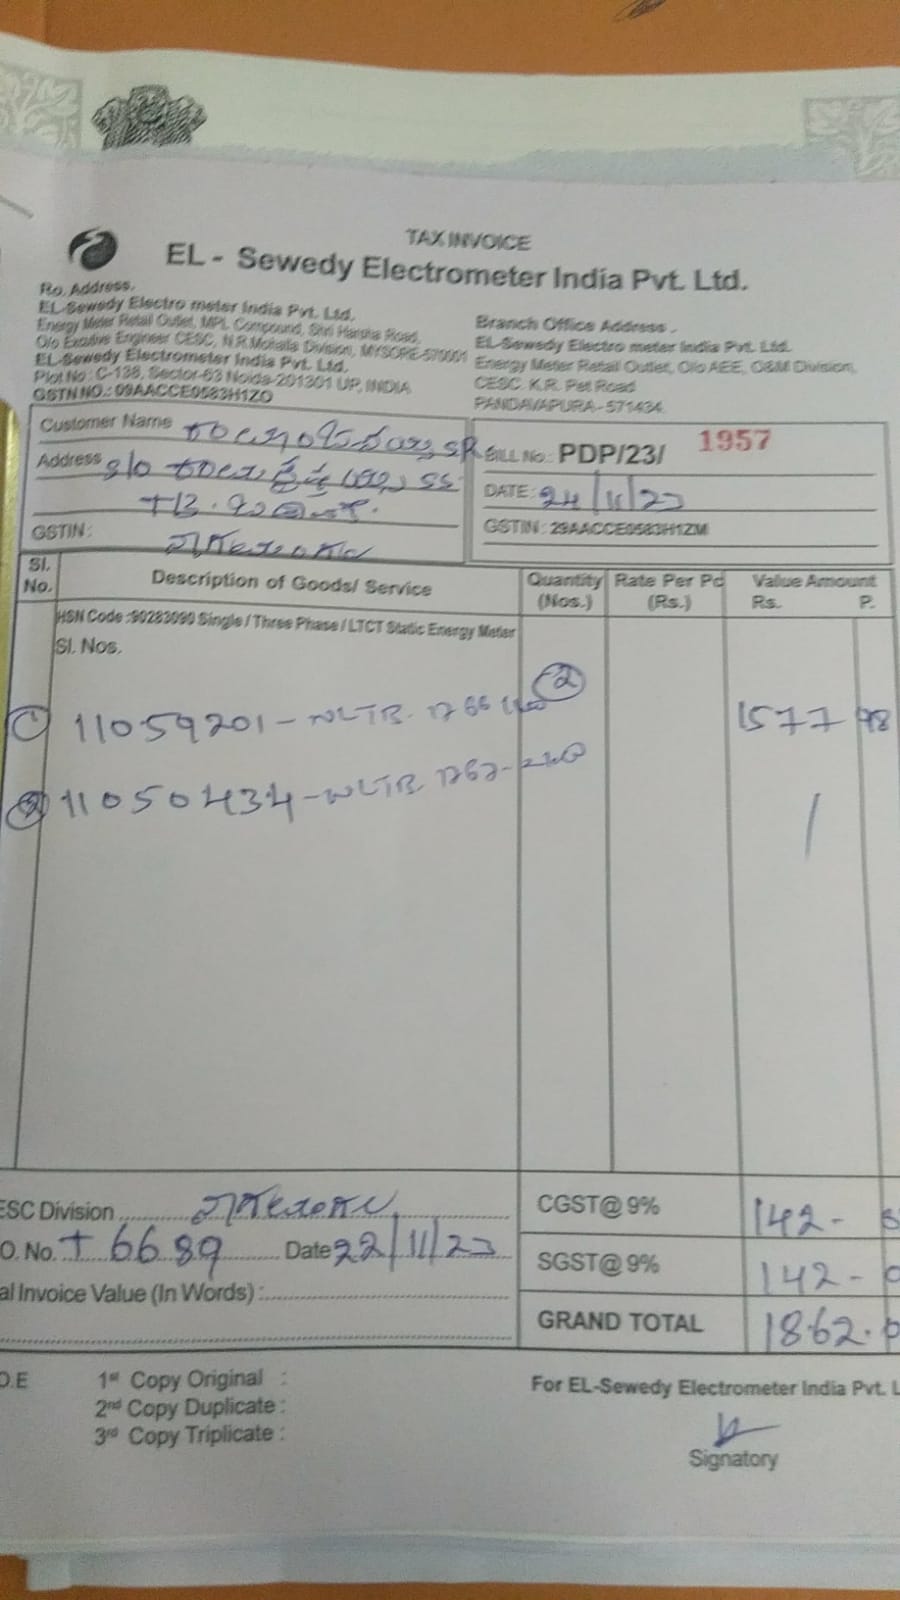 TAX INVOICE
EL - Sewedy Electrometer India Pvt. Ltd.
Ro. Address.
EL-Sewedy Electro meter India Pvt. Ltd.
Energy Meter Retail Outlet, MPL Compound, Shri Harsha Road,
O/o Exutive Engineer CESC, N.R.Mohalla Division, MYSORE-570001
EL-Sewedy Electrometer India Pvt. Ltd.
Plot No : C-138, Sector-63 Noida-201301 UP, INDIA
GSTN NO.: 09AACCE0583H1ZO
Branch Office Address .
EL-Sewedy Electro meter India Pvt. Ltd.
Energy Meter Retail Outlet, O/o AEE, O&M Division,
CESC. K.R. Pet Road
PANDAVAPURA - 571434.
Customer Name
Address
GSTIN:
BILL No: PDP/23/ 1957
DATE: 24/11/23
GSTIN : 29AACCE0583H1ZM
Sl. No. Description of Goods/ Service Quantity (Nos.) Rate Per Pc (Rs.) Value Amount Rs. P.
HSN Code :90283090 Single / Three Phase / LTCT Static Energy Meter
Sl. Nos.
2
1 11059201 - 1577 98
2 11050434 -
ESC Division
O. No. T 6689 Date 22/11/23
al Invoice Value (In Words) :
CGST@ 9% 142 -
SGST@ 9% 142 -
GRAND TOTAL 1862.
O.E
1st Copy Original :
2nd Copy Duplicate :
3rd Copy Triplicate :
For EL-Sewedy Electrometer India Pvt. L
Signatory